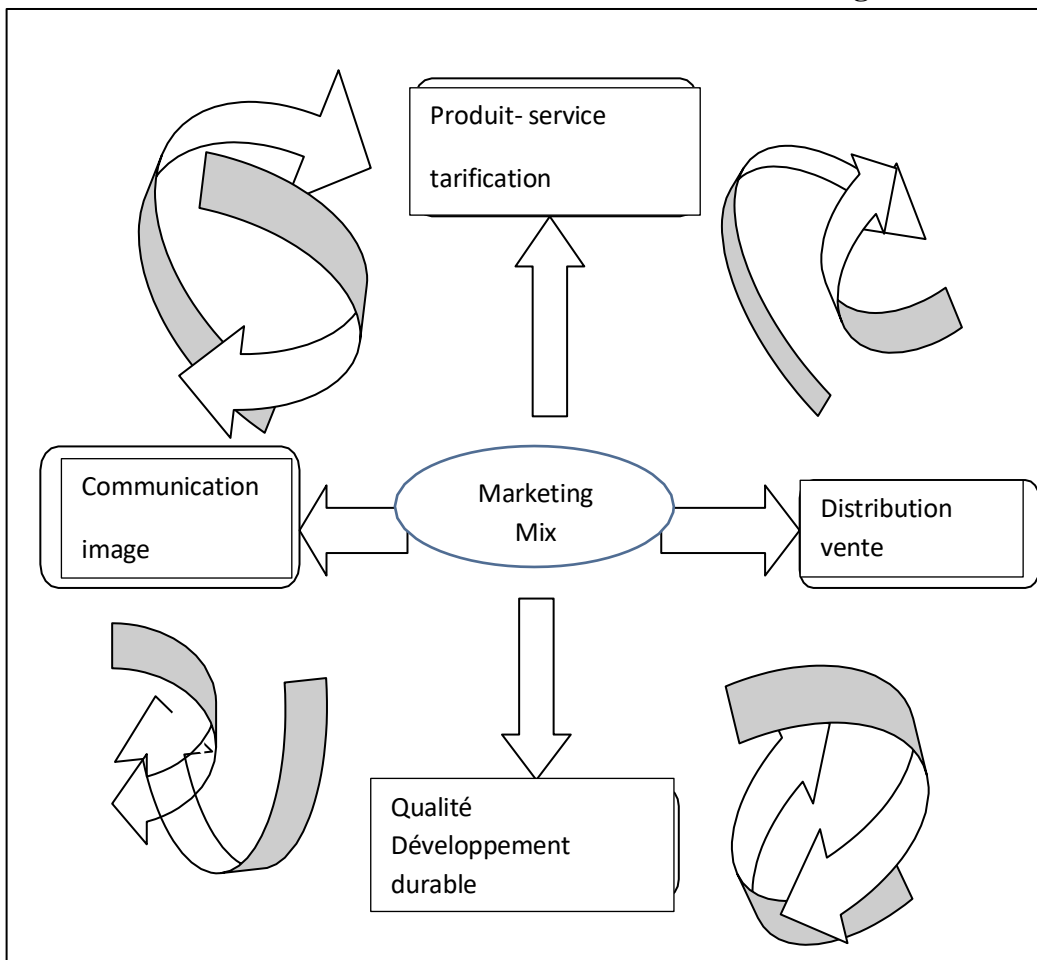 Produit- service
tarification
Communication
image
Marketing
Mix
Distribution
vente
Qualité
Développement
durable